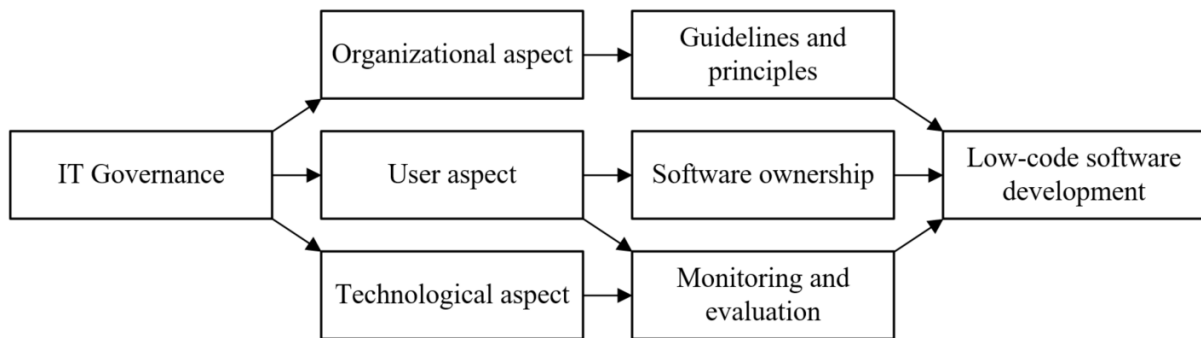 Organizational aspect
Guidelines and
principles
IT Governance
User aspect
Software ownership
Low-code software
development
Technological aspect
Monitoring and
evaluation